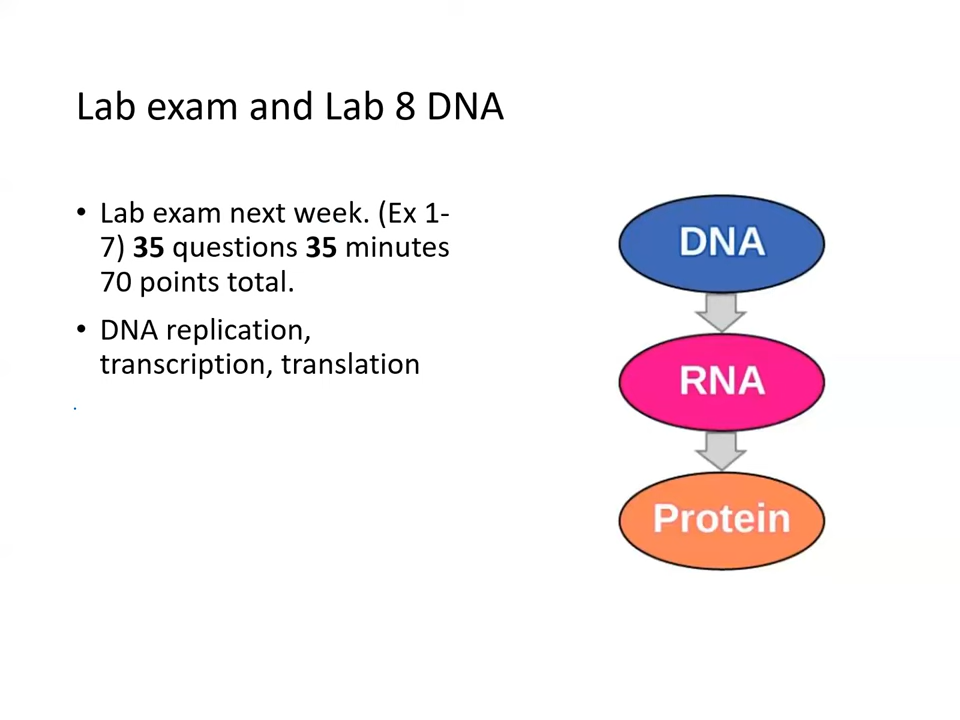 Lab exam and Lab 8 DNA
• Lab exam next week. (Ex 1-
7) 35 questions 35 minutes
70 points total.
• DNA replication,
transcription, translation
DNA
RNA
Protein